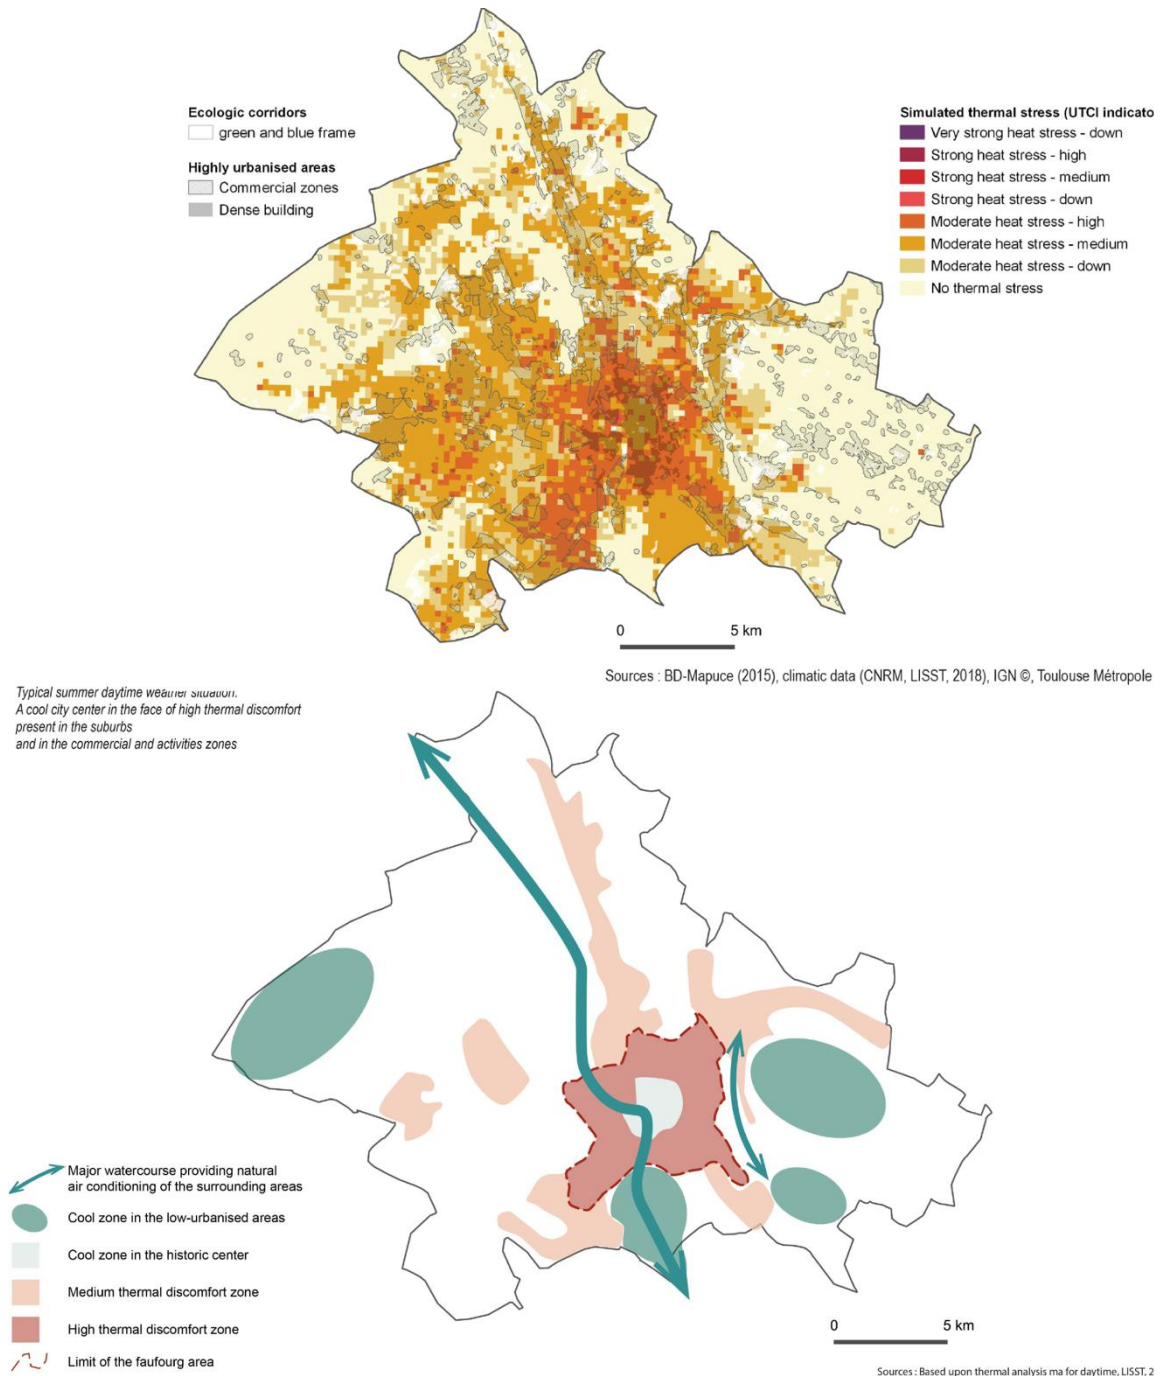 Ecologic corridors
green and blue frame
Highly urbanised areas
Commercial zones
Dense building
Simulated thermal stress (UTCI indicato
Very strong heat stress - down
Strong heat stress - high
Strong heat stress - medium
Strong heat stress - down
Moderate heat stress - high
Moderate heat stress - medium
Moderate heat stress - down
No thermal stress
0 5 km
Sources : BD-Mapuce (2015), climatic data (CNRM, LISST, 2018), IGN ©, Toulouse Métropole
Typical summer daytime weather situation.
A cool city center in the face of high thermal discomfort
present in the suburbs
and in the commercial and activities zones
Major watercourse providing natural
air conditioning of the surrounding areas
Cool zone in the low-urbanised areas
Cool zone in the historic center
Medium thermal discomfort zone
High thermal discomfort zone
Limit of the faufourg area
0 5 km
Sources : Based upon thermal analysis ma for daytime, LISST, 2